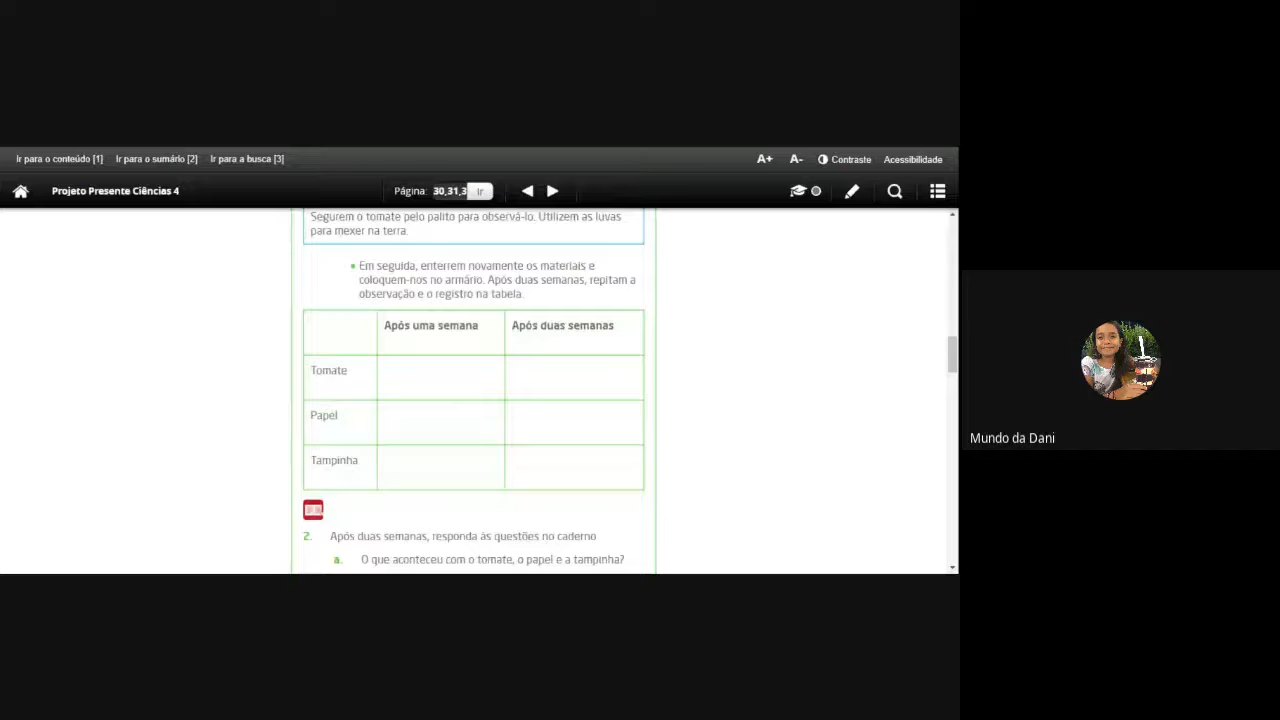 Ir para o conteúdo [1] Ir para o sumário [2] Ir para a busca [3] A+ A- Contraste Acessibilidade
Projeto Presente Ciências 4 Página: 30,31,3 Ir
Segurem o tomate pelo palito para observá-lo. Utilizem as luvas
para mexer na terra.
• Em seguida, enterrem novamente os materiais e
coloquem-nos no armário. Após duas semanas, repitam a
observação e o registro na tabela.
Após uma semana Após duas semanas
Tomate
Papel
Tampinha
2. Após duas semanas, responda às questões no caderno
a. O que aconteceu com o tomate, o papel e a tampinha?
Mundo da Dani